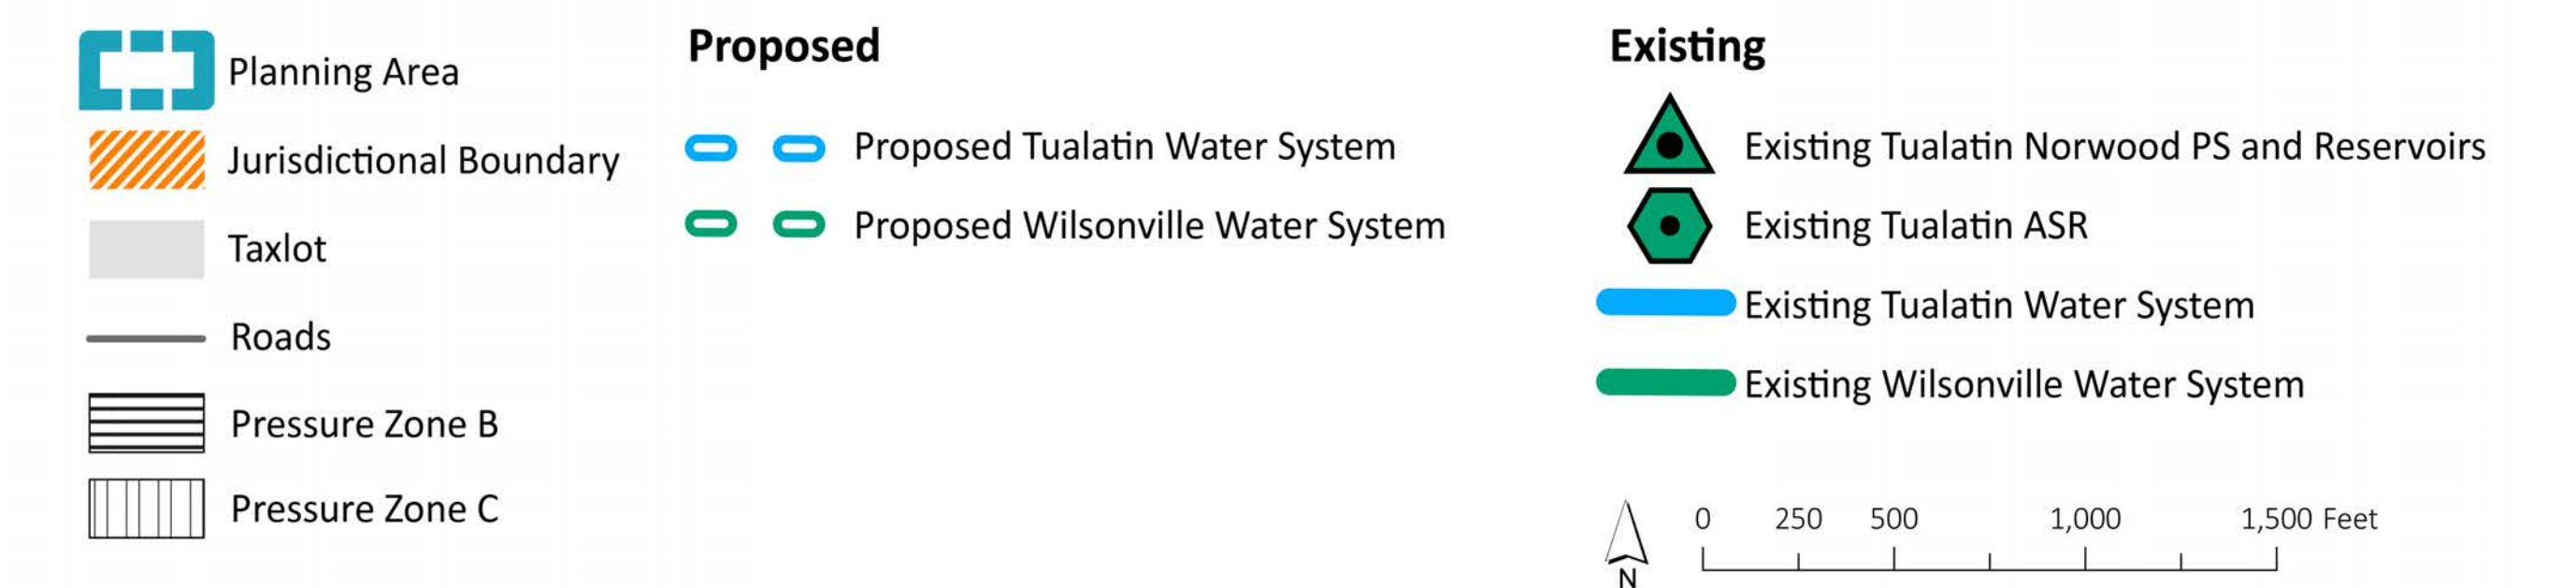 Planning Area
Jurisdictional Boundary
Taxlot
Roads
Pressure Zone B
Pressure Zone C
Proposed
Proposed Tualatin Water System
Proposed Wilsonville Water System
Existing
Existing Tualatin Norwood PS and Reservoirs
Existing Tualatin ASR
Existing Tualatin Water System
Existing Wilsonville Water System
0 250 500 1,000 1,500 Feet
N